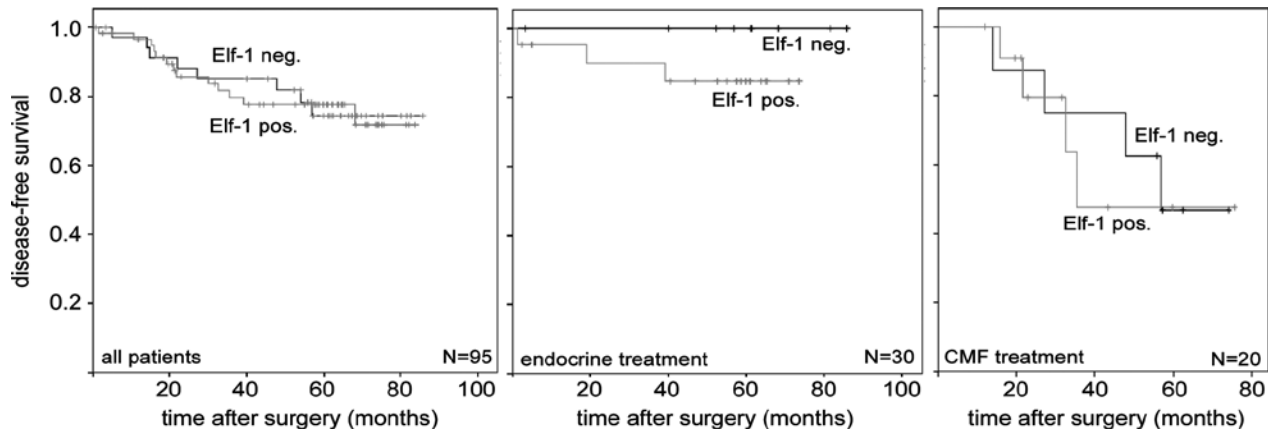 disease-free survival
1.0
0.8
0.6
0.4
0.2
Elf-1 neg.
Elf-1 pos.
all patients N=95
20 40 60 80 100
time after surgery (months)
Elf-1 neg.
Elf-1 pos.
endocrine treatment N=30
20 40 60 80 100
time after surgery (months)
Elf-1 neg.
Elf-1 pos.
CMF treatment N=20
20 40 60 80
time after surgery (months)